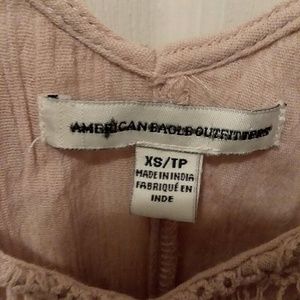 AMERICAN EAGLE OUTFITTERS
XS/TP
MADE IN INDIA
FABRIQUÉ EN
INDE